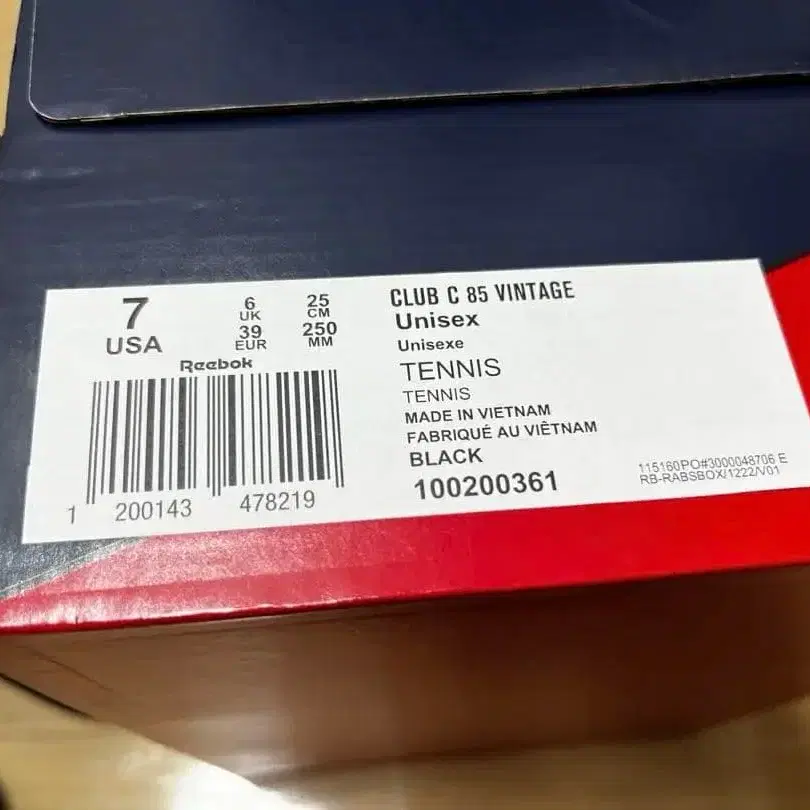 7
USA
6
UK
39
EUR
25
CM
250
MM
Reebok
1 200143 478219
CLUB C 85 VINTAGE
Unisex
Unisexe
TENNIS
TENNIS
MADE IN VIETNAM
FABRIQUÉ AU VIÊTNAM
BLACK
100200361
115160PO#3000048706 E
RB-RABSBOX/1222/V01